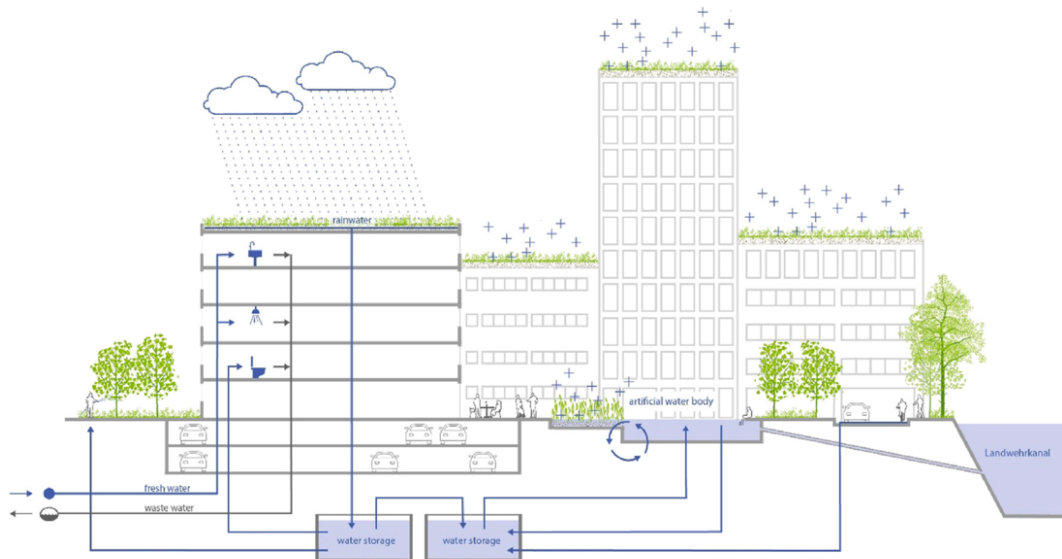 rainwater
artificial water body
Landwehrkanal
fresh water
waste water
water storage
water storage